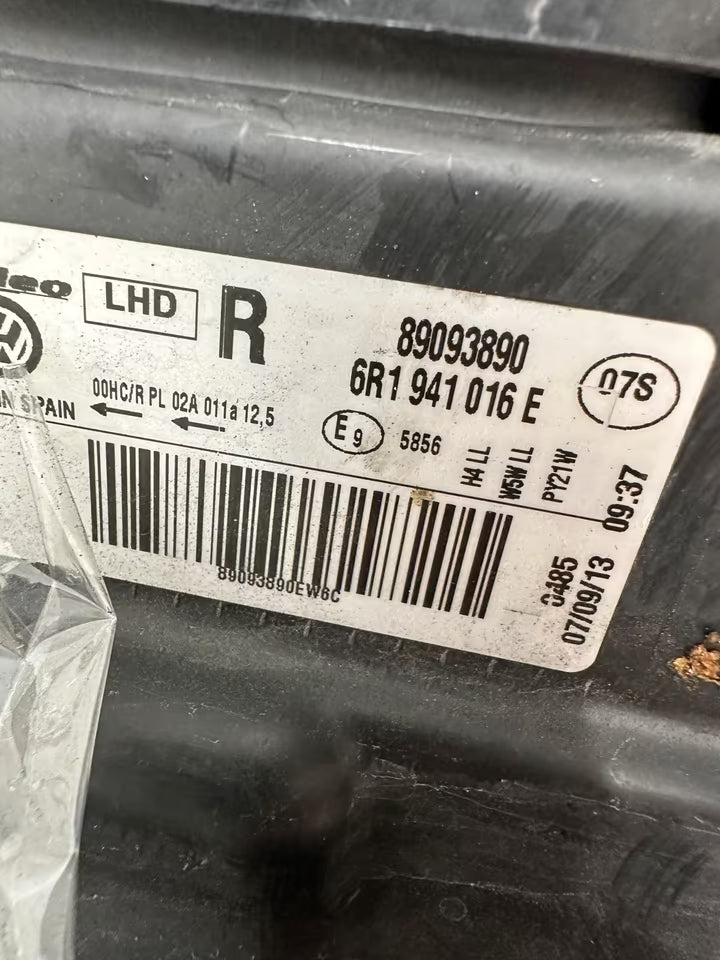 LHD R
89093890
6R1 941 016 E
07S
00HC/R PL 02A 011a 12,5
IN SPAIN
E9 5856
H4 LL
W5W LL
PY21W
09:37
07/09/13
89093890EW6C